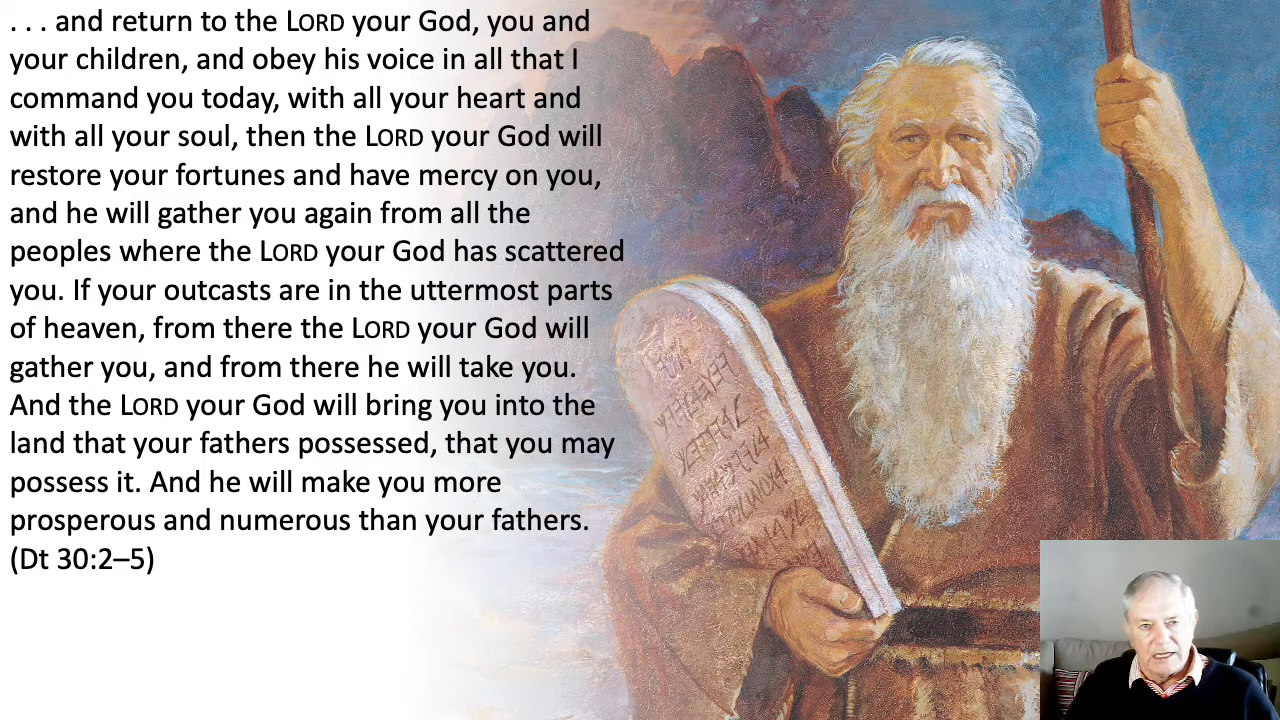 . . . and return to the LORD your God, you and
your children, and obey his voice in all that I
command you today, with all your heart and
with all your soul, then the LORD your God will
restore your fortunes and have mercy on you,
and he will gather you again from all the
peoples where the LORD your God has scattered
you. If your outcasts are in the uttermost parts
of heaven, from there the LORD your God will
gather you, and from there he will take you.
And the LORD your God will bring you into the
land that your fathers possessed, that you may
possess it. And he will make you more
prosperous and numerous than your fathers.
(Dt 30:2–5)